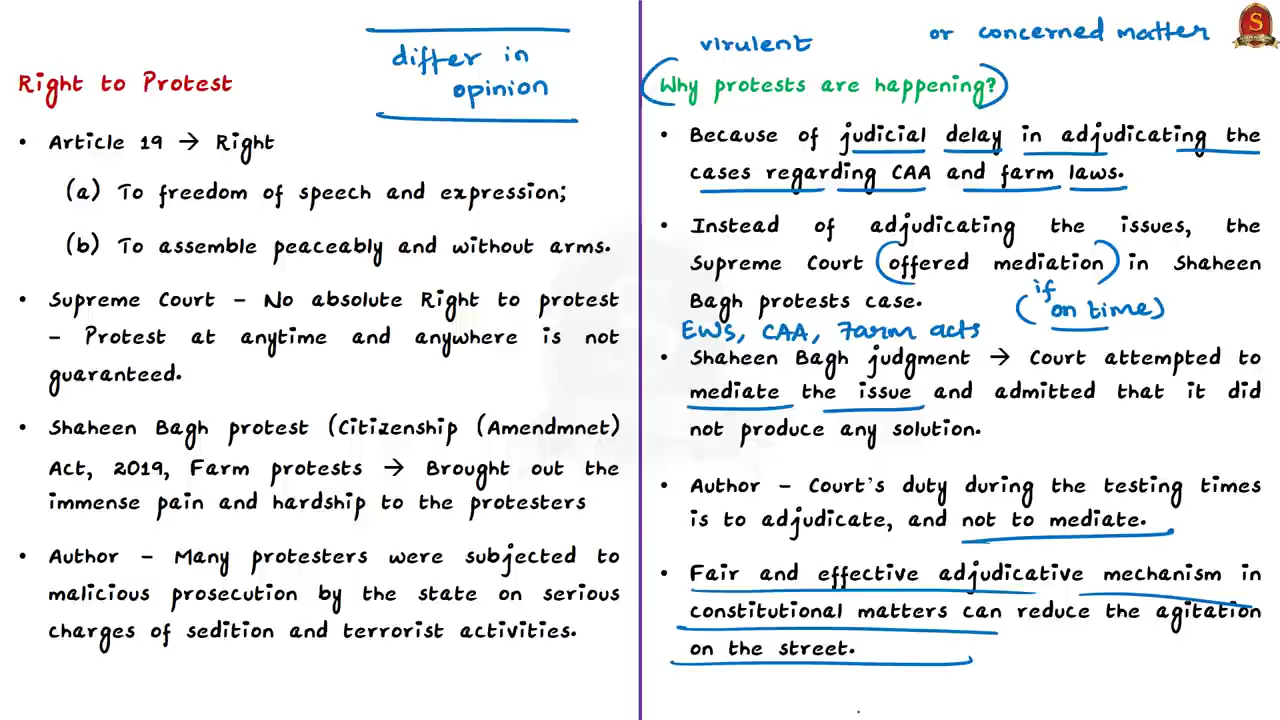 differ in
opinion
Right to Protest
• Article 19 → Right
(a) To freedom of speech and expression;
(b) To assemble peaceably and without arms.
• Supreme Court – No absolute Right to protest
– Protest at anytime and anywhere is not
guaranteed.
• Shaheen Bagh protest (Citizenship (Amendmnet)
Act, 2019, Farm protests → Brought out the
immense pain and hardship to the protesters
• Author – Many protesters were subjected to
malicious prosecution by the state on serious
charges of sedition and terrorist activities.
virulent
or concerned matter
Why protests are happening?
• Because of judicial delay in adjudicating the
cases regarding CAA and farm laws.
• Instead of adjudicating the issues, the
Supreme Court offered mediation in Shaheen
Bagh protests case.
(if
on time)
EWS, CAA, Farm acts
• Shaheen Bagh judgment → Court attempted to
mediate the issue and admitted that it did
not produce any solution.
• Author – Court's duty during the testing times
is to adjudicate, and not to mediate.
• Fair and effective adjudicative mechanism in
constitutional matters can reduce the agitation
on the street.
S